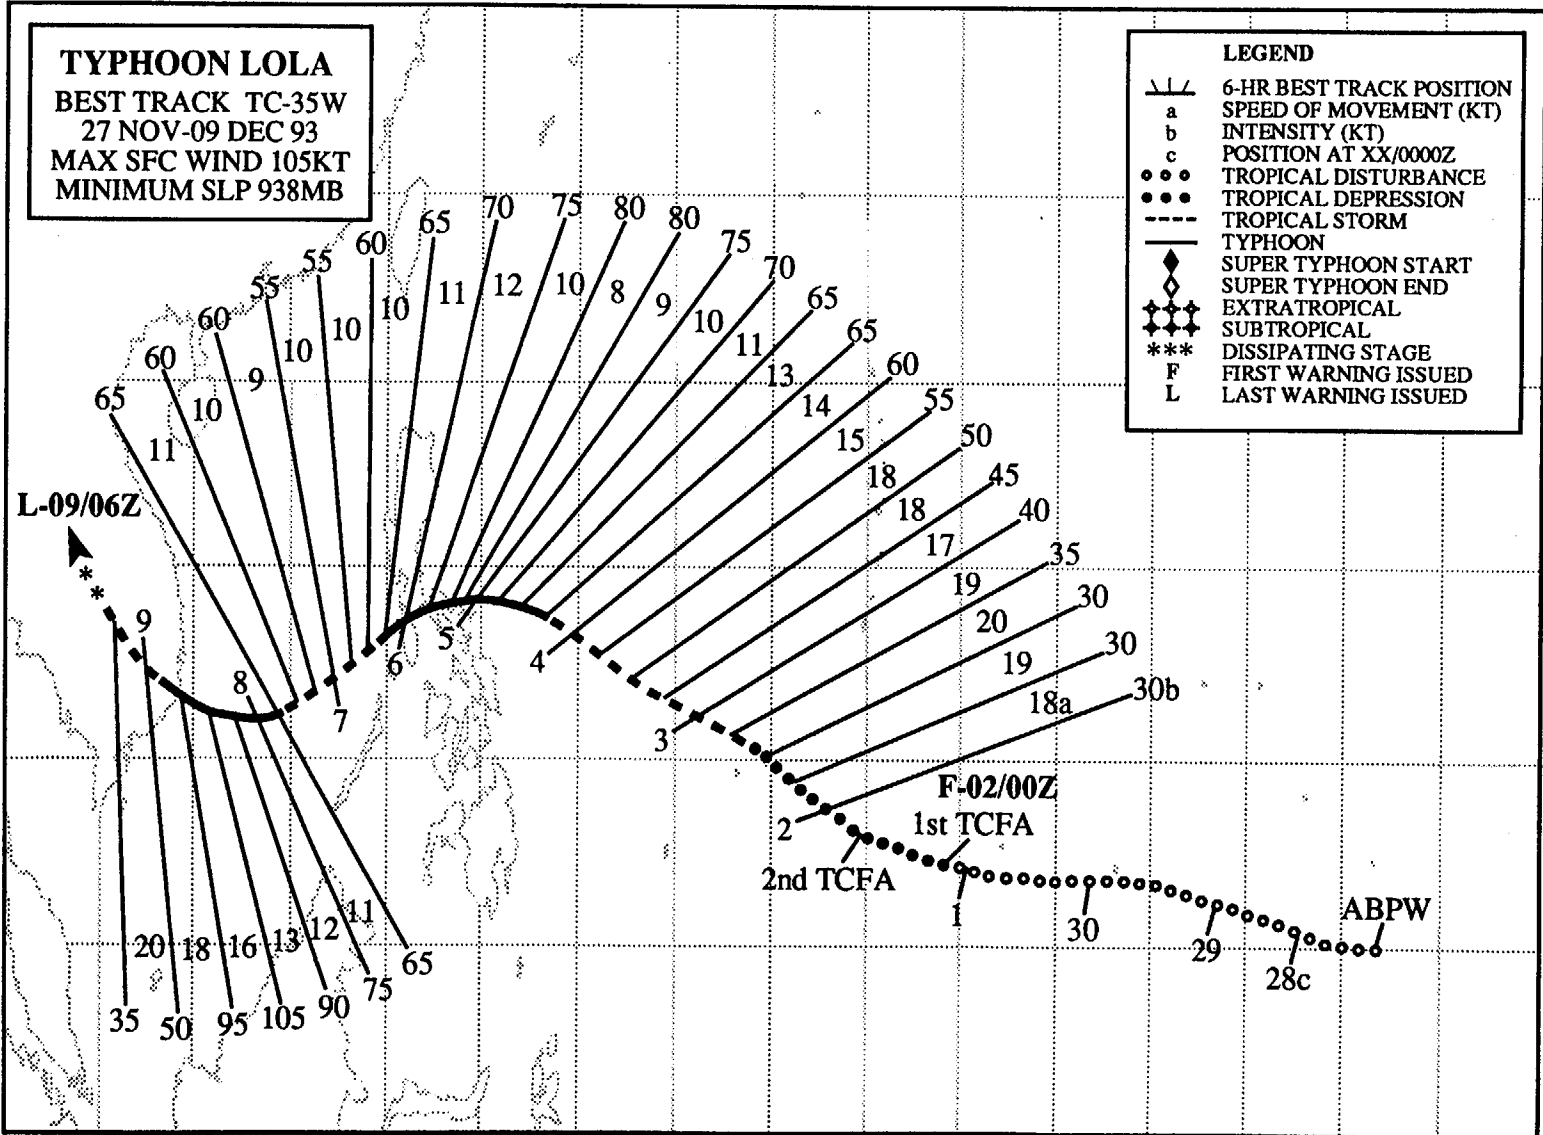 TYPHOON LOLA
BEST TRACK TC-35W
27 NOV-09 DEC 93
MAX SFC WIND 105KT
MINIMUM SLP 938MB
LEGEND
6-HR BEST TRACK POSITION
a SPEED OF MOVEMENT (KT)
b INTENSITY (KT)
c POSITION AT XX/0000Z
TROPICAL DISTURBANCE
TROPICAL DEPRESSION
TROPICAL STORM
TYPHOON
SUPER TYPHOON START
SUPER TYPHOON END
EXTRATROPICAL
SUBTROPICAL
*** DISSIPATING STAGE
F FIRST WARNING ISSUED
L LAST WARNING ISSUED
65
60
60
55
55
60
65
70
75
80
80
75
70
65
65
60
55
50
45
40
35
30
30
30b
11
10
9
10
10
10
11
12
10
8
9
10
11
13
14
15
18
18
17
19
20
19
18a
L-09/06Z
9
8
7
6
5
4
3
2
F-02/00Z
1st TCFA
2nd TCFA
1
30
29
28c
ABPW
20
18
16
13
12
11
35
50
95
105
90
75
65